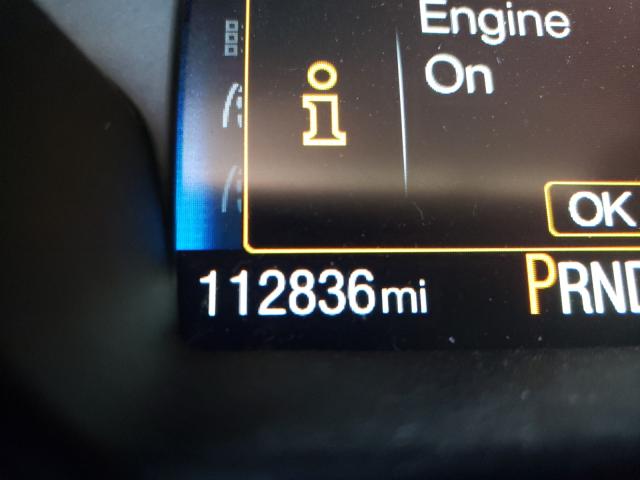 Engine
On
OK
112836mi
PRND